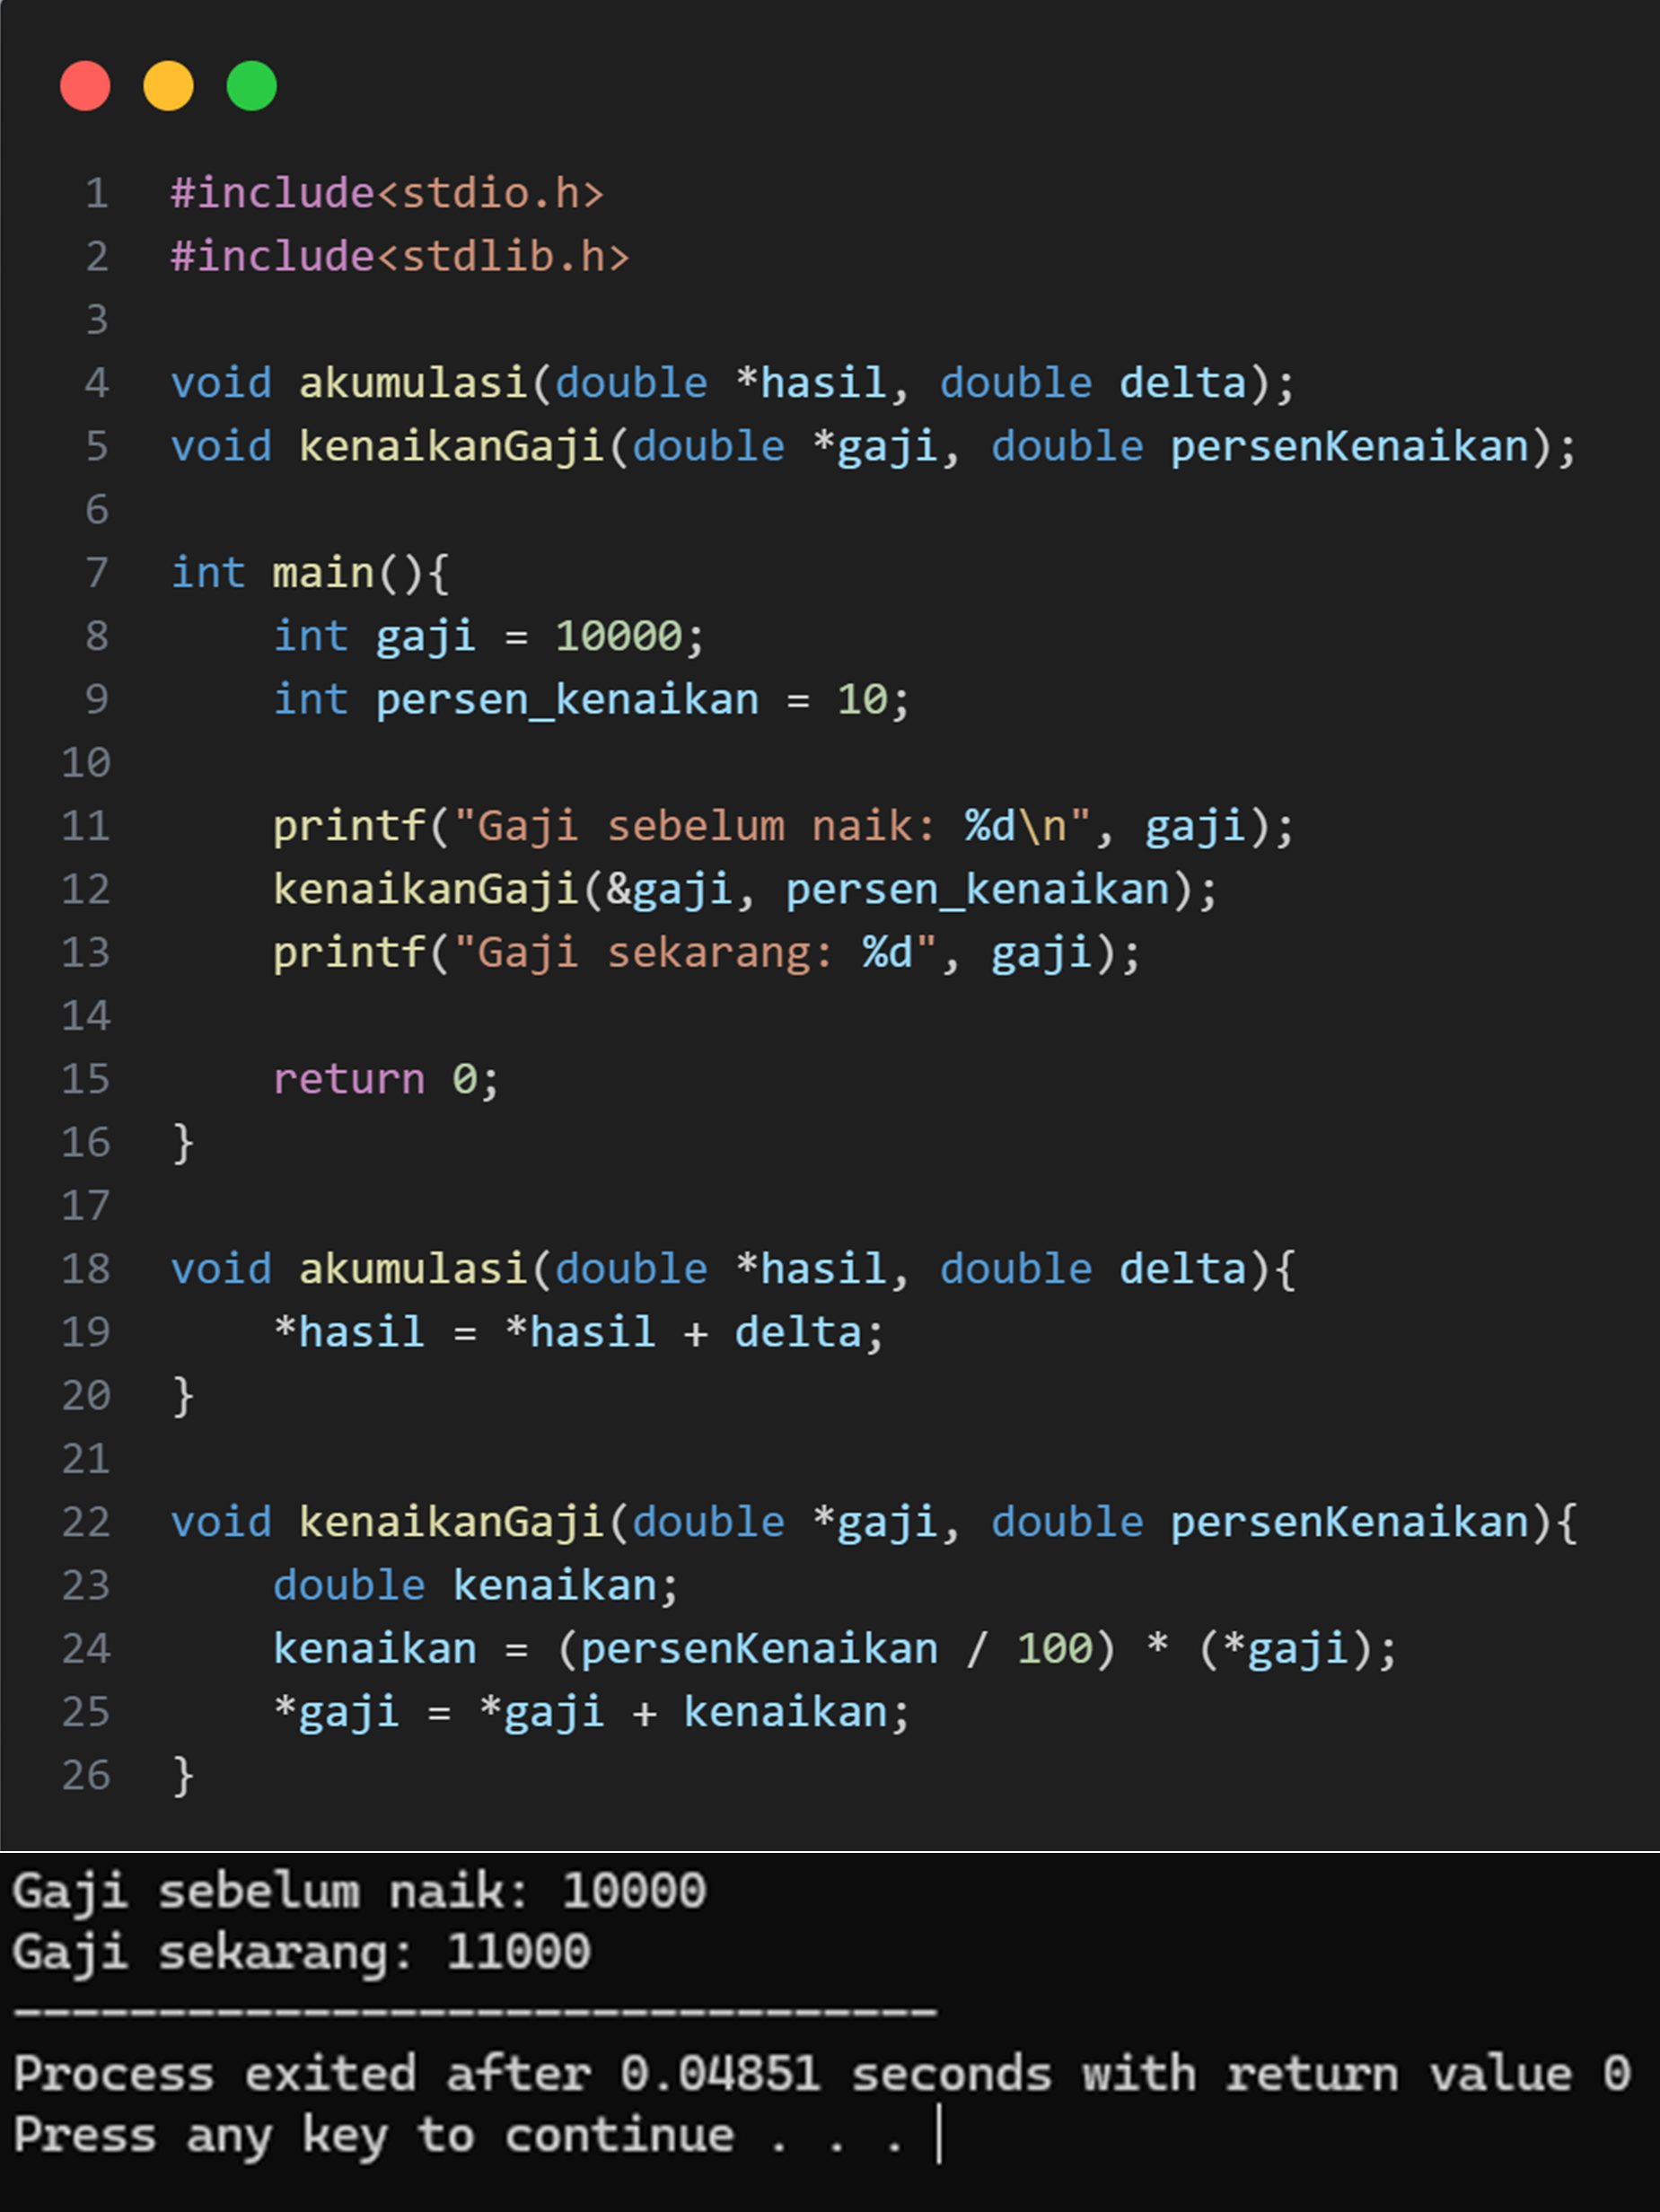 1 #include<stdio.h>
2 #include<stdlib.h>
3
4 void akumulasi(double *hasil, double delta);
5 void kenaikanGaji(double *gaji, double persenKenaikan);
6
7 int main(){
8     int gaji = 10000;
9     int persen_kenaikan = 10;
10
11     printf("Gaji sebelum naik: %d\n", gaji);
12     kenaikanGaji(&gaji, persen_kenaikan);
13     printf("Gaji sekarang: %d", gaji);
14
15     return 0;
16 }
17
18 void akumulasi(double *hasil, double delta){
19     *hasil = *hasil + delta;
20 }
21
22 void kenaikanGaji(double *gaji, double persenKenaikan){
23     double kenaikan;
24     kenaikan = (persenKenaikan / 100) * (*gaji);
25     *gaji = *gaji + kenaikan;
26 }
Gaji sebelum naik: 10000
Gaji sekarang: 11000
--------------------------------
Process exited after 0.04851 seconds with return value 0
Press any key to continue . . .